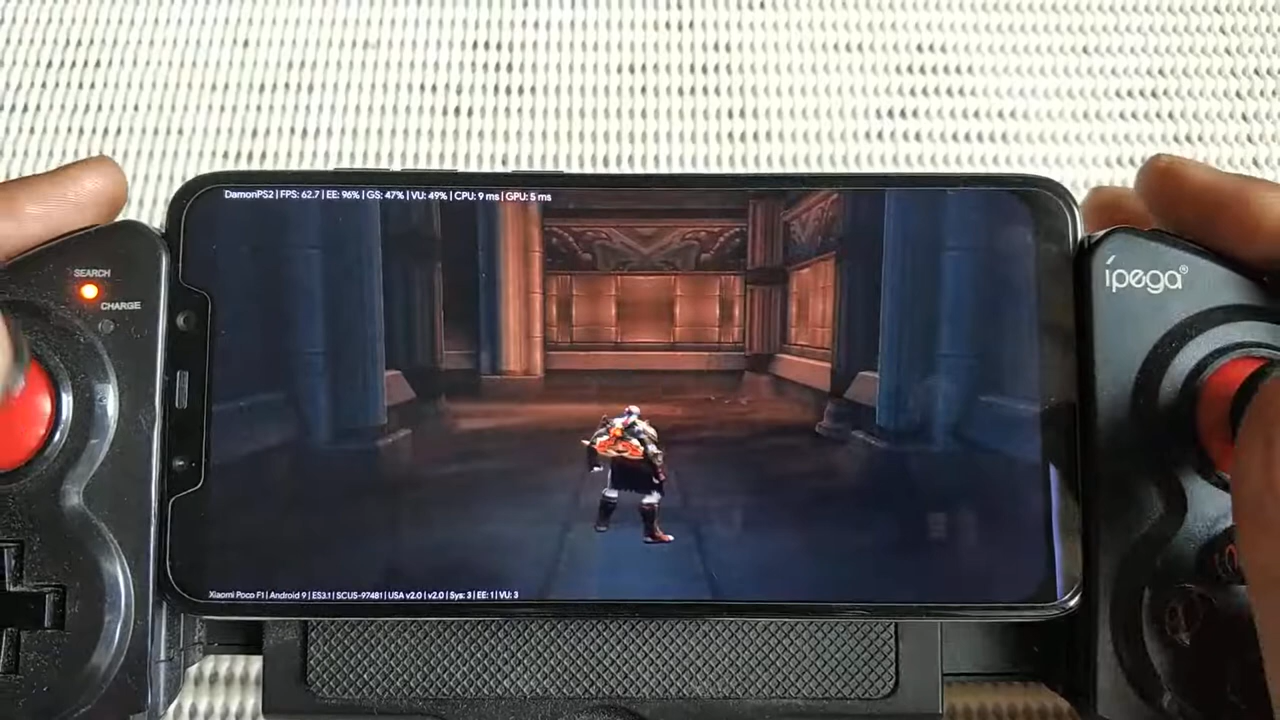 DamonPS2 | FPS: 62.7 | EE: 96% | GS: 47% | VU: 49% | CPU: 9 ms | GPU: 5 ms
SEARCH
CHARGE
ípega®
Xiaomi Poco F1 | Android 9 | ES3.1 | SCUS-97481 | USA v2.0 | v2.0 | Sys: 3 | EE: 1 | VU: 3